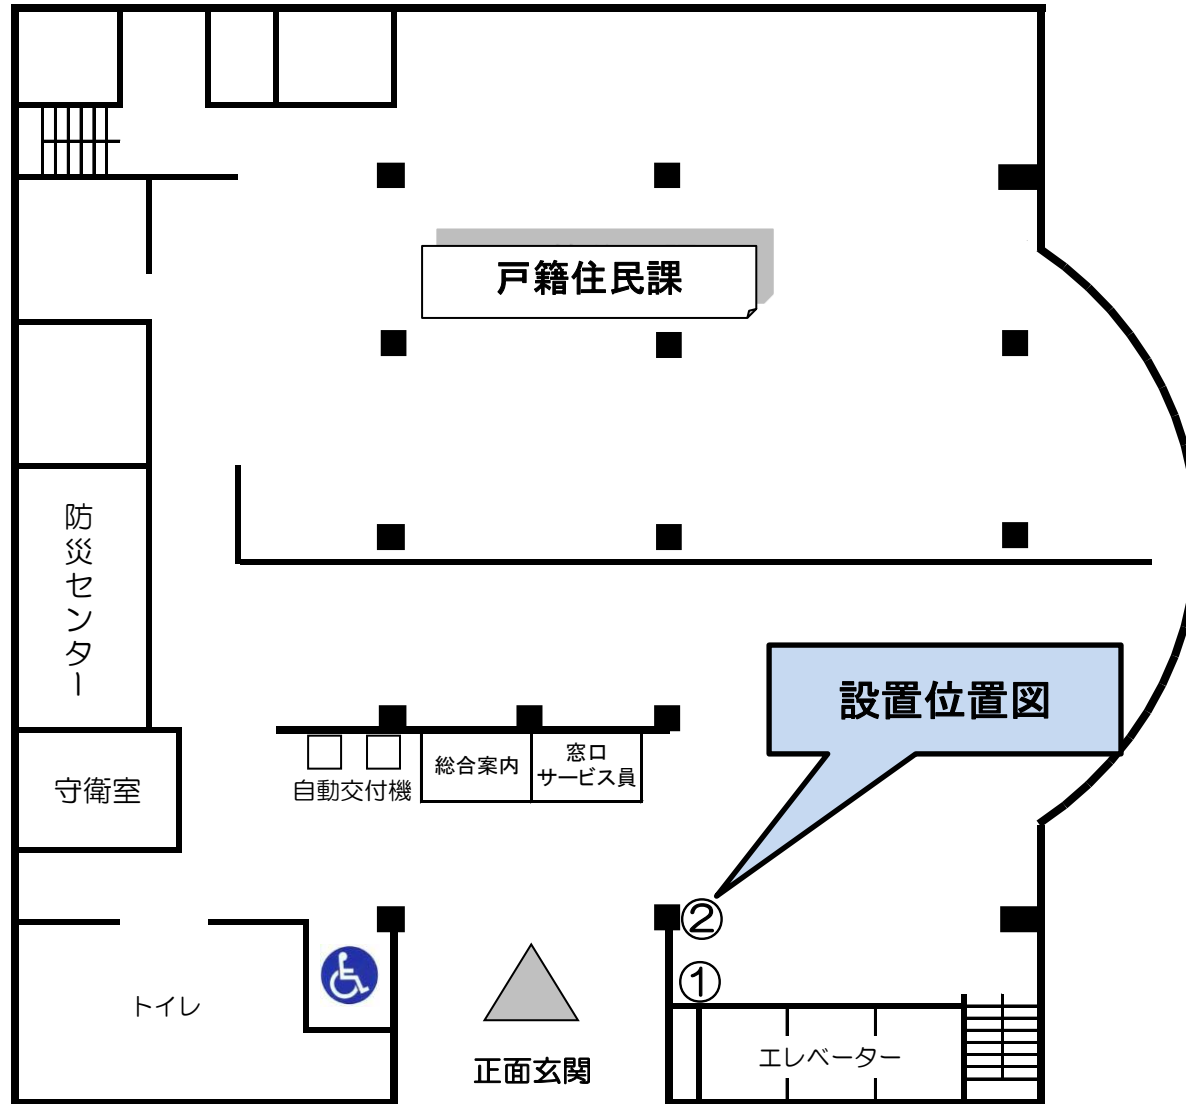 戸籍住民課
防災センター
設置位置図
総合案内
窓口
サービス員
自動交付機
守衛室
②
①
トイレ
エレベーター
正面玄関